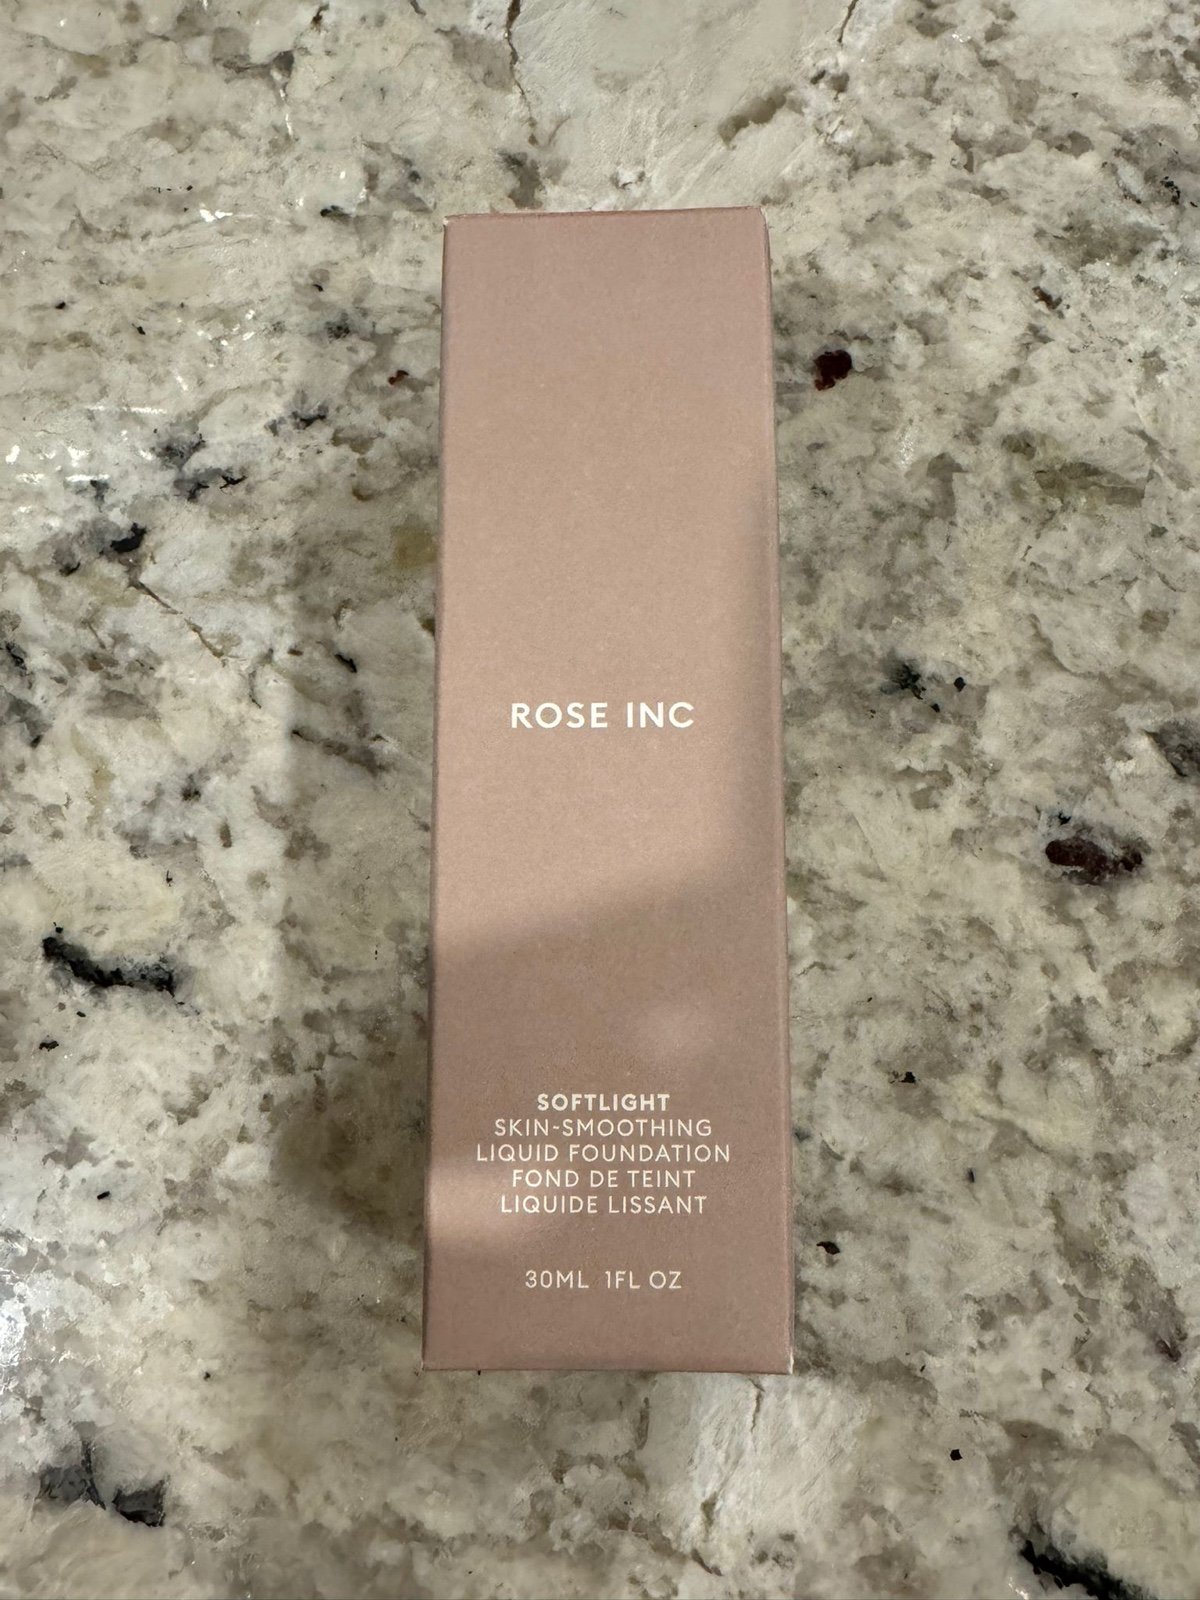 ROSE INC
SOFTLIGHT
SKIN-SMOOTHING
LIQUID FOUNDATION
FOND DE TEINT
LIQUIDE LISSANT
30ML 1FL OZ